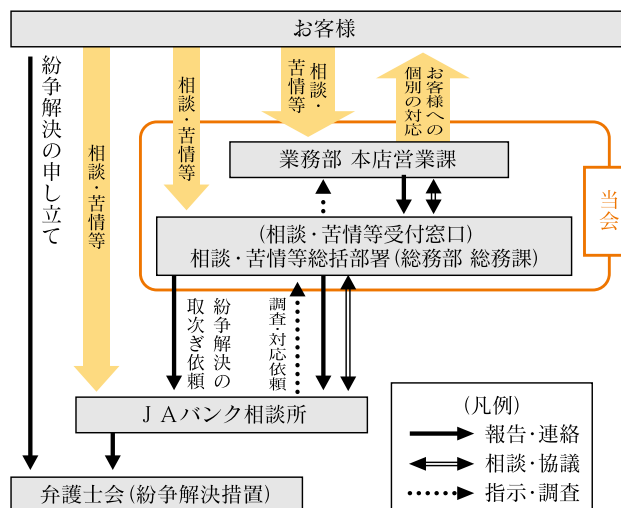 お客様
紛争解決の申し立て
相談・苦情等
相談・苦情等
相談・
苦情等
お客様への
個別の対応
業務部 本店営業課
当会
(相談・苦情等受付窓口)
相談・苦情等総括部署(総務部 総務課)
紛争解決の
取次ぎ依頼
調査・対応依頼
JAバンク相談所
弁護士会(紛争解決措置)
(凡例)
報告・連絡
相談・協議
指示・調査